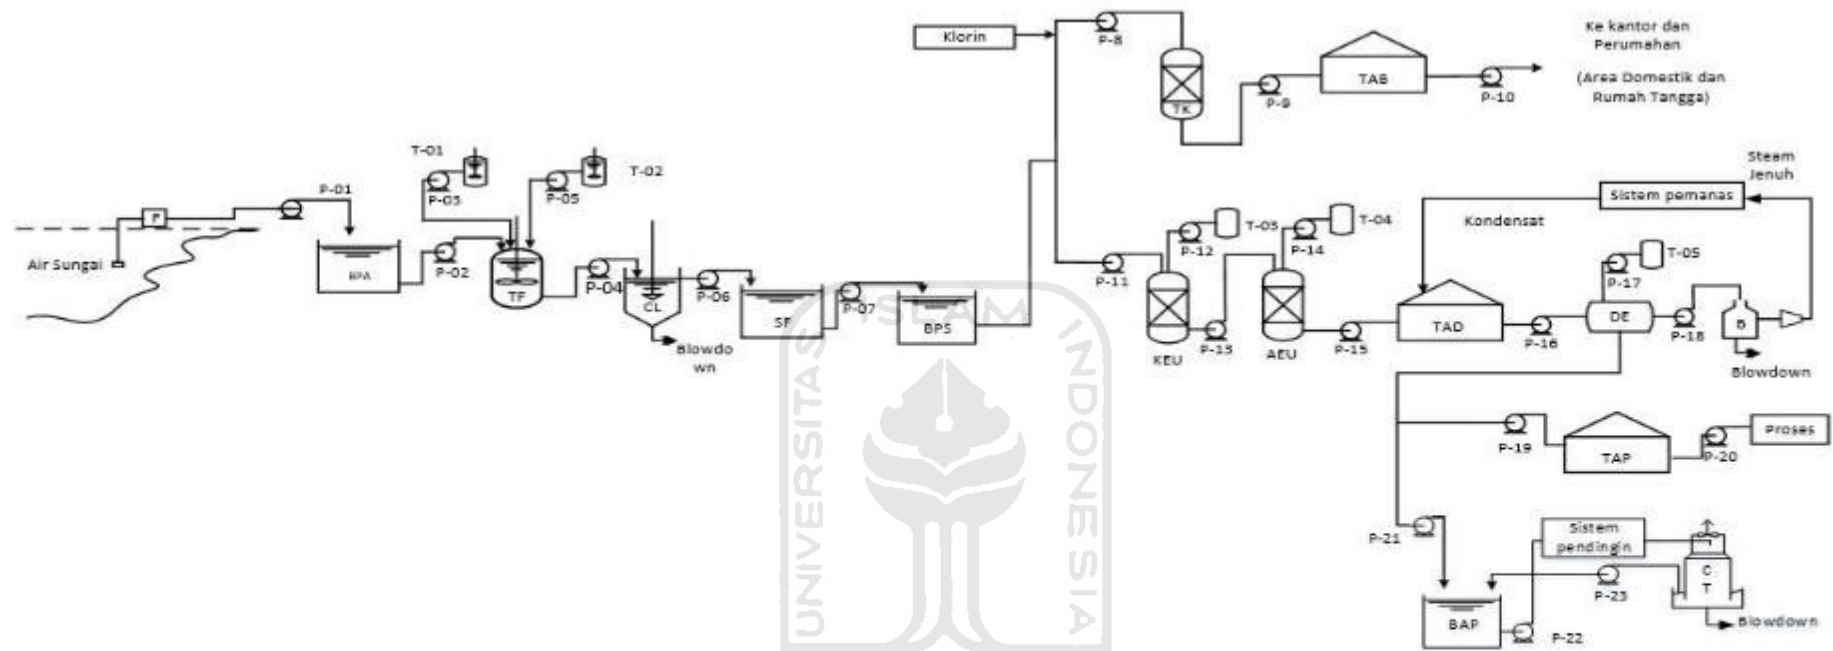 Klorin
P-8
TK
P-9
TAB
P-10
Ke kantor dan
Perumahan
(Area Domestik dan
Rumah Tangga)
T-01
P-03
P-05
T-02
P-01
F
Air Sungai
BPA
P-02
TF
P-04
CL
Blowdo
wn
P-06
SF
P-07
BPS
P-11
P-12
T-03
KEU
P-13
P-14
T-04
AEU
P-15
Kondensat
Sistem pemanas
Steam
Jenuh
TAD
P-16
P-17
T-05
DE
P-18
B
Blowdown
P-19
TAP
P-20
Proses
P-21
BAP
P-22
Sistem
pendingin
P-23
C
T
Blowdown
UNIVERSITAS
ISLAM
INDONESIA